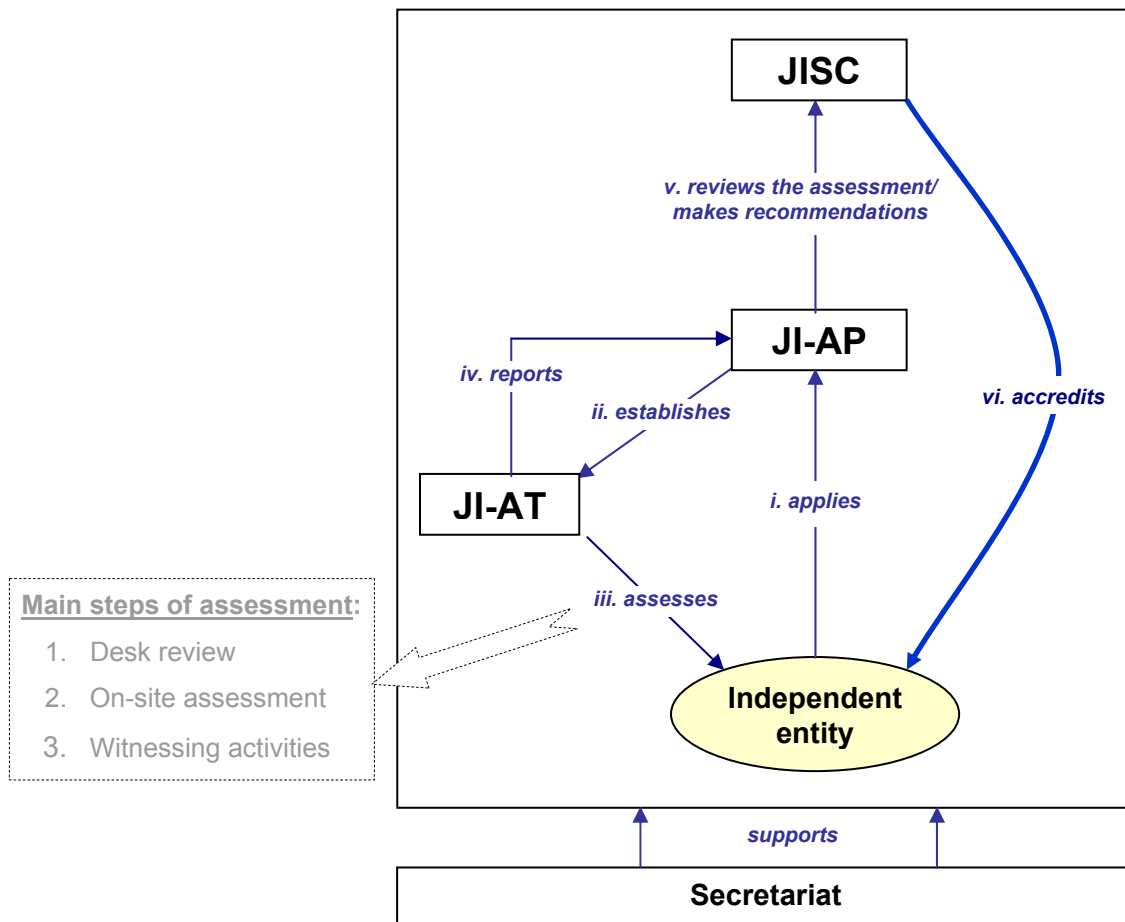 JISC
v. reviews the assessment/
makes recommendations
JI-AP
iv. reports
ii. establishes
vi. accredits
JI-AT
i. applies
iii. assesses
Main steps of assessment:
1. Desk review
2. On-site assessment
3. Witnessing activities
Independent
entity
supports
Secretariat